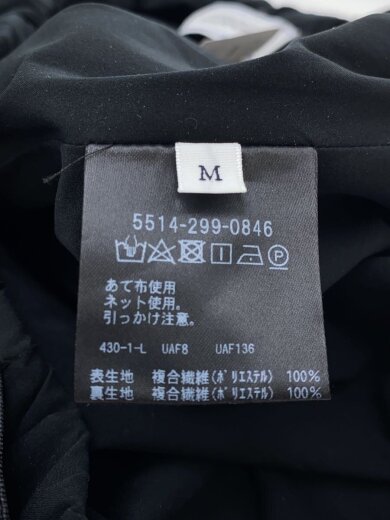 M
5514-299-0846
あて布使用
ネット使用。
引っかけ注意。
430-1-L UAF8 UAF136
表生地 複合繊維(ポリエステル) 100%
裏生地 複合繊維(ポリエステル) 100%